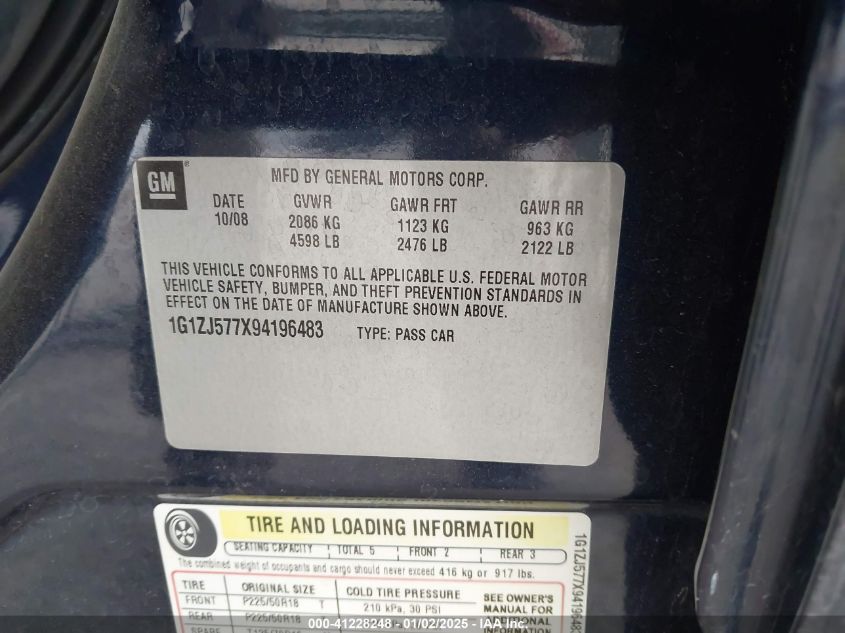 GM
MFD BY GENERAL MOTORS CORP.
DATE GVWR GAWR FRT GAWR RR
10/08 2086 KG 1123 KG 963 KG
4598 LB 2476 LB 2122 LB
THIS VEHICLE CONFORMS TO ALL APPLICABLE U.S. FEDERAL MOTOR
VEHICLE SAFETY, BUMPER, AND THEFT PREVENTION STANDARDS IN
EFFECT ON THE DATE OF MANUFACTURE SHOWN ABOVE.
1G1ZJ577X94196483 TYPE: PASS CAR
TIRE AND LOADING INFORMATION
SEATING CAPACITY TOTAL 5 FRONT 2 REAR 3
The combined weight of occupants and cargo should never exceed 416 kg or 917 lbs.
TIRE ORIGINAL SIZE COLD TIRE PRESSURE SEE OWNER'S
FRONT P225/50R18 T 210 kPa, 30 PSI MANUAL FOR
REAR P225/50R18 ADDITIONAL
SPARE INFORMATION
1G1ZJ577X9419648
000-41228248 - 01/02/2025 - IAA Inc.